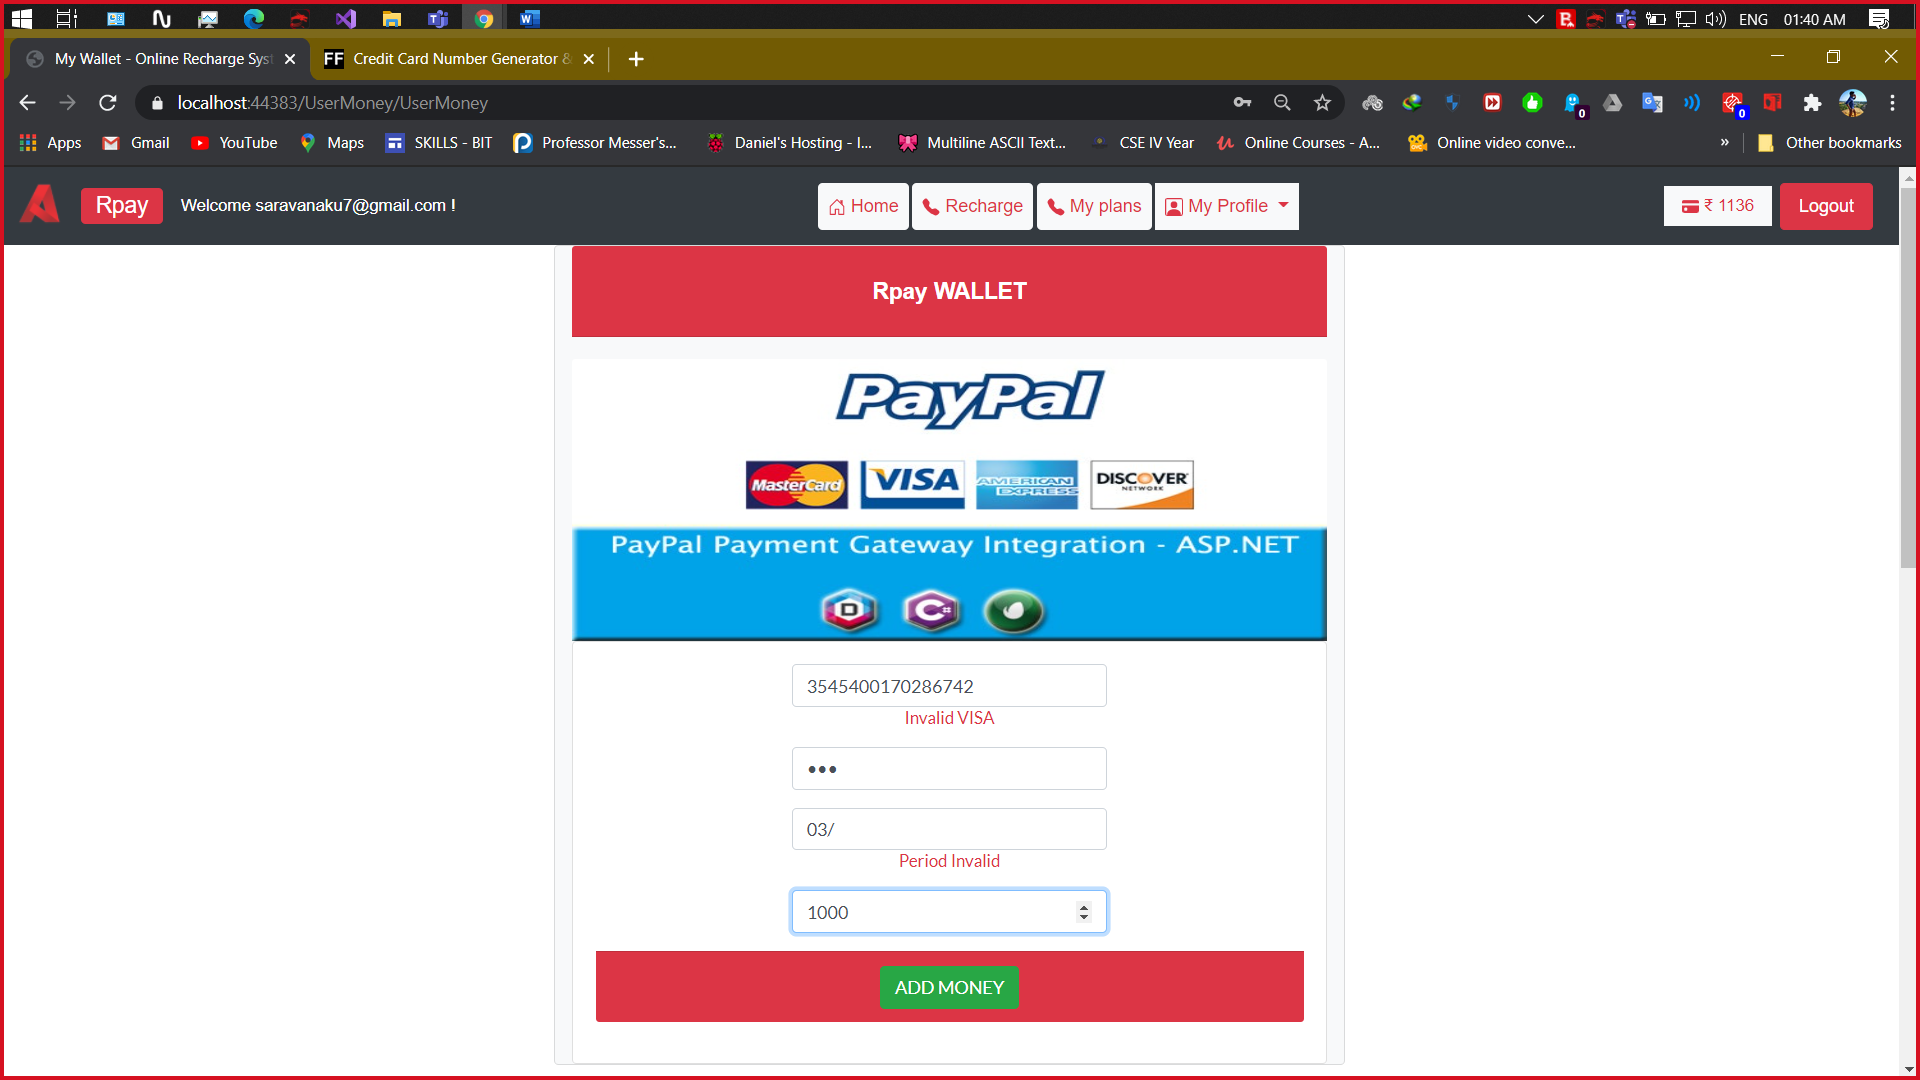 ENG 01:40 AM
My Wallet - Online Recharge Syst
FF Credit Card Number Generator &
localhost:44383/UserMoney/UserMoney
0
0
Apps Gmail YouTube Maps SKILLS - BIT Professor Messer's... Daniel's Hosting - I... Multiline ASCII Text... CSE IV Year Online Courses - A... Online video conve... » Other bookmarks
Rpay Welcome saravanaku7@gmail.com ! Home Recharge My plans My Profile ₹ 1136 Logout
Rpay WALLET
PayPal
MasterCard VISA AMERICAN EXPRESS DISCOVER NETWORK
PayPal Payment Gateway Integration - ASP.NET
D C#
3545400170286742
Invalid VISA
•••
03/
Period Invalid
1000
ADD MONEY